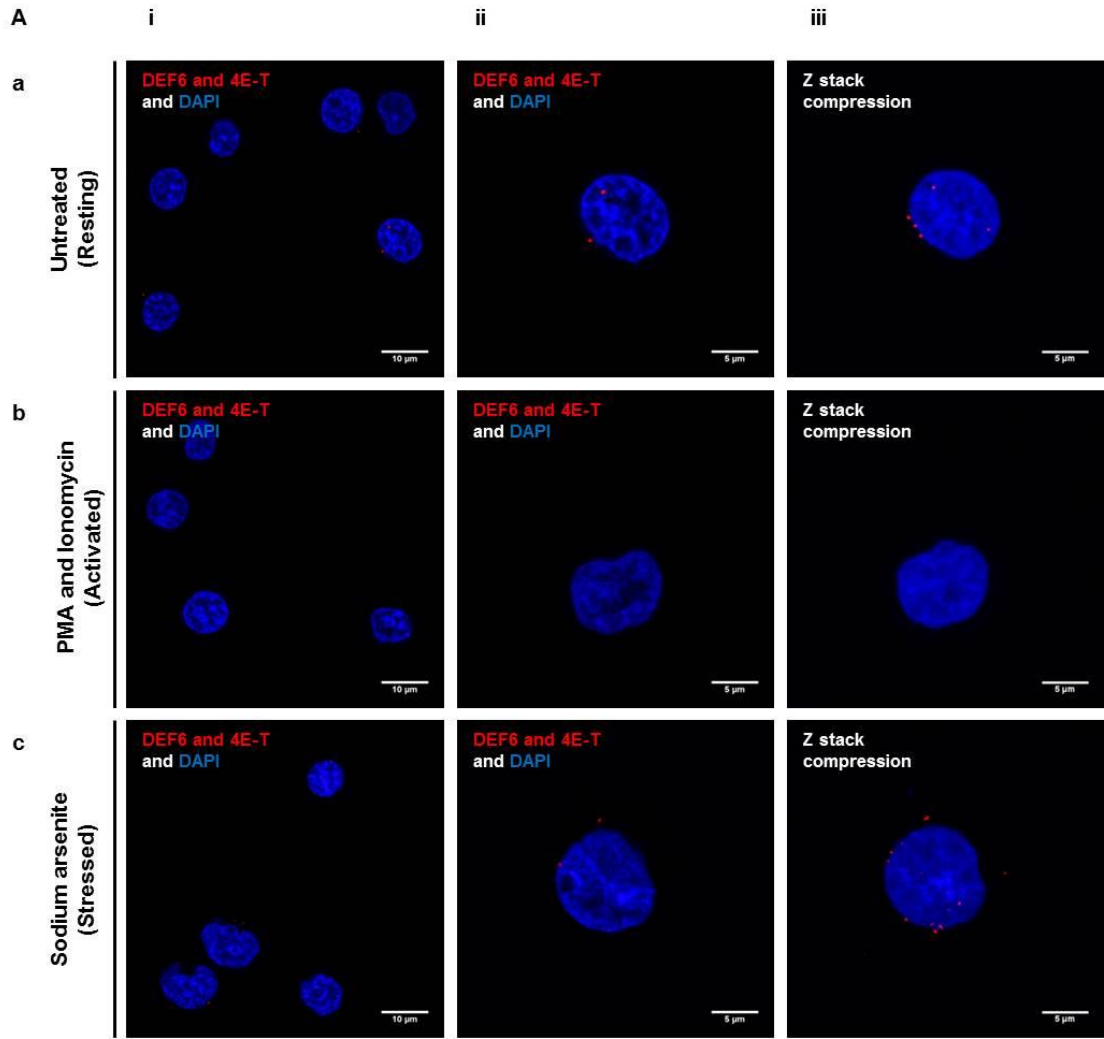 A
i
ii
iii
a
Untreated
(Resting)
DEF6 and 4E-T
and DAPI
10 µm
DEF6 and 4E-T
and DAPI
5 µm
Z stack
compression
5 µm
b
PMA and Ionomycin
(Activated)
DEF6 and 4E-T
and DAPI
10 µm
DEF6 and 4E-T
and DAPI
5 µm
Z stack
compression
5 µm
c
Sodium arsenite
(Stressed)
DEF6 and 4E-T
and DAPI
10 µm
DEF6 and 4E-T
and DAPI
5 µm
Z stack
compression
5 µm